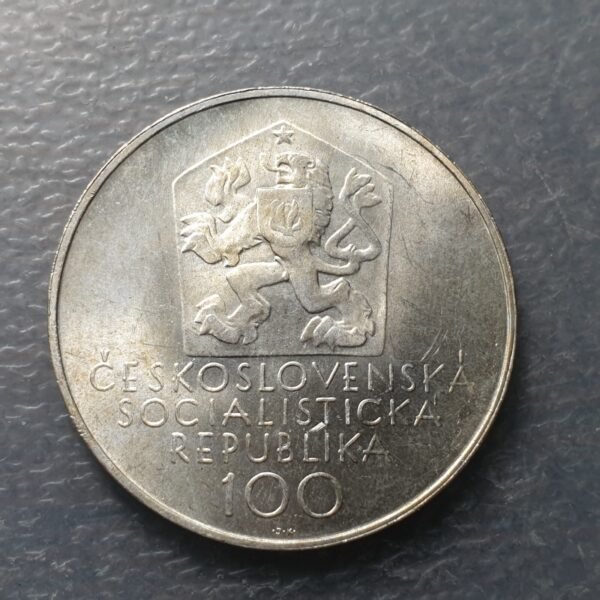 ČESKOSLOVENSKÁ
SOCIALISTICKÁ
REPUBLIKA
100